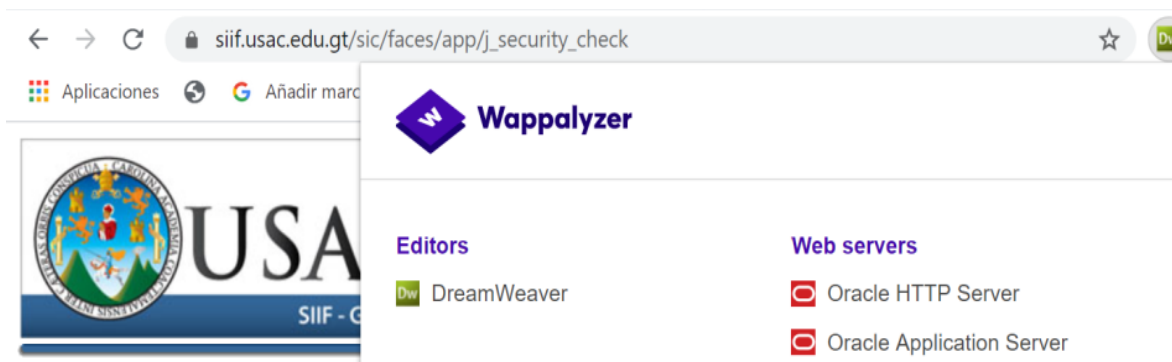 siif.usac.edu.gt/sic/faces/app/j_security_check
Aplicaciones
Añadir marc
Wappalyzer
USA
SIIF - G
Editors
DreamWeaver
Web servers
Oracle HTTP Server
Oracle Application Server